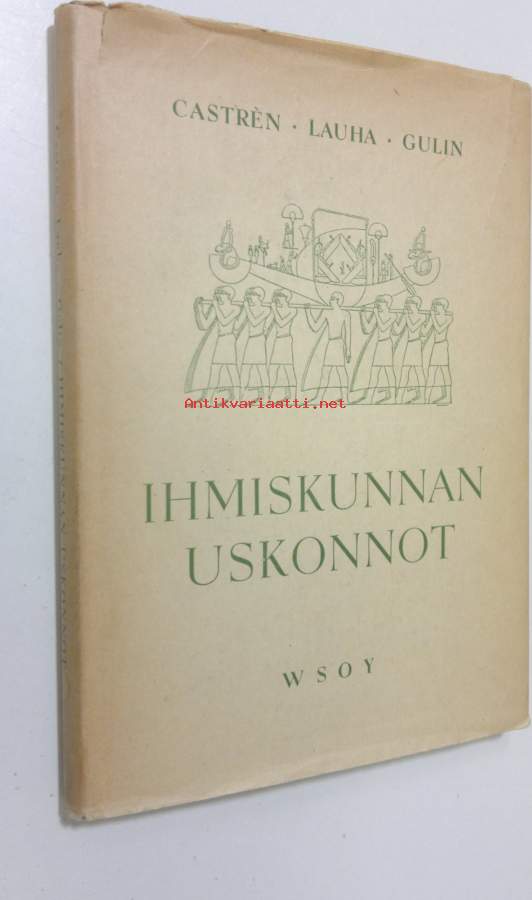 CASTRÈN · LAUHA · GULIN
Antikvariaatti.net
IHMISKUNNAN
USKONNOT
WSOY